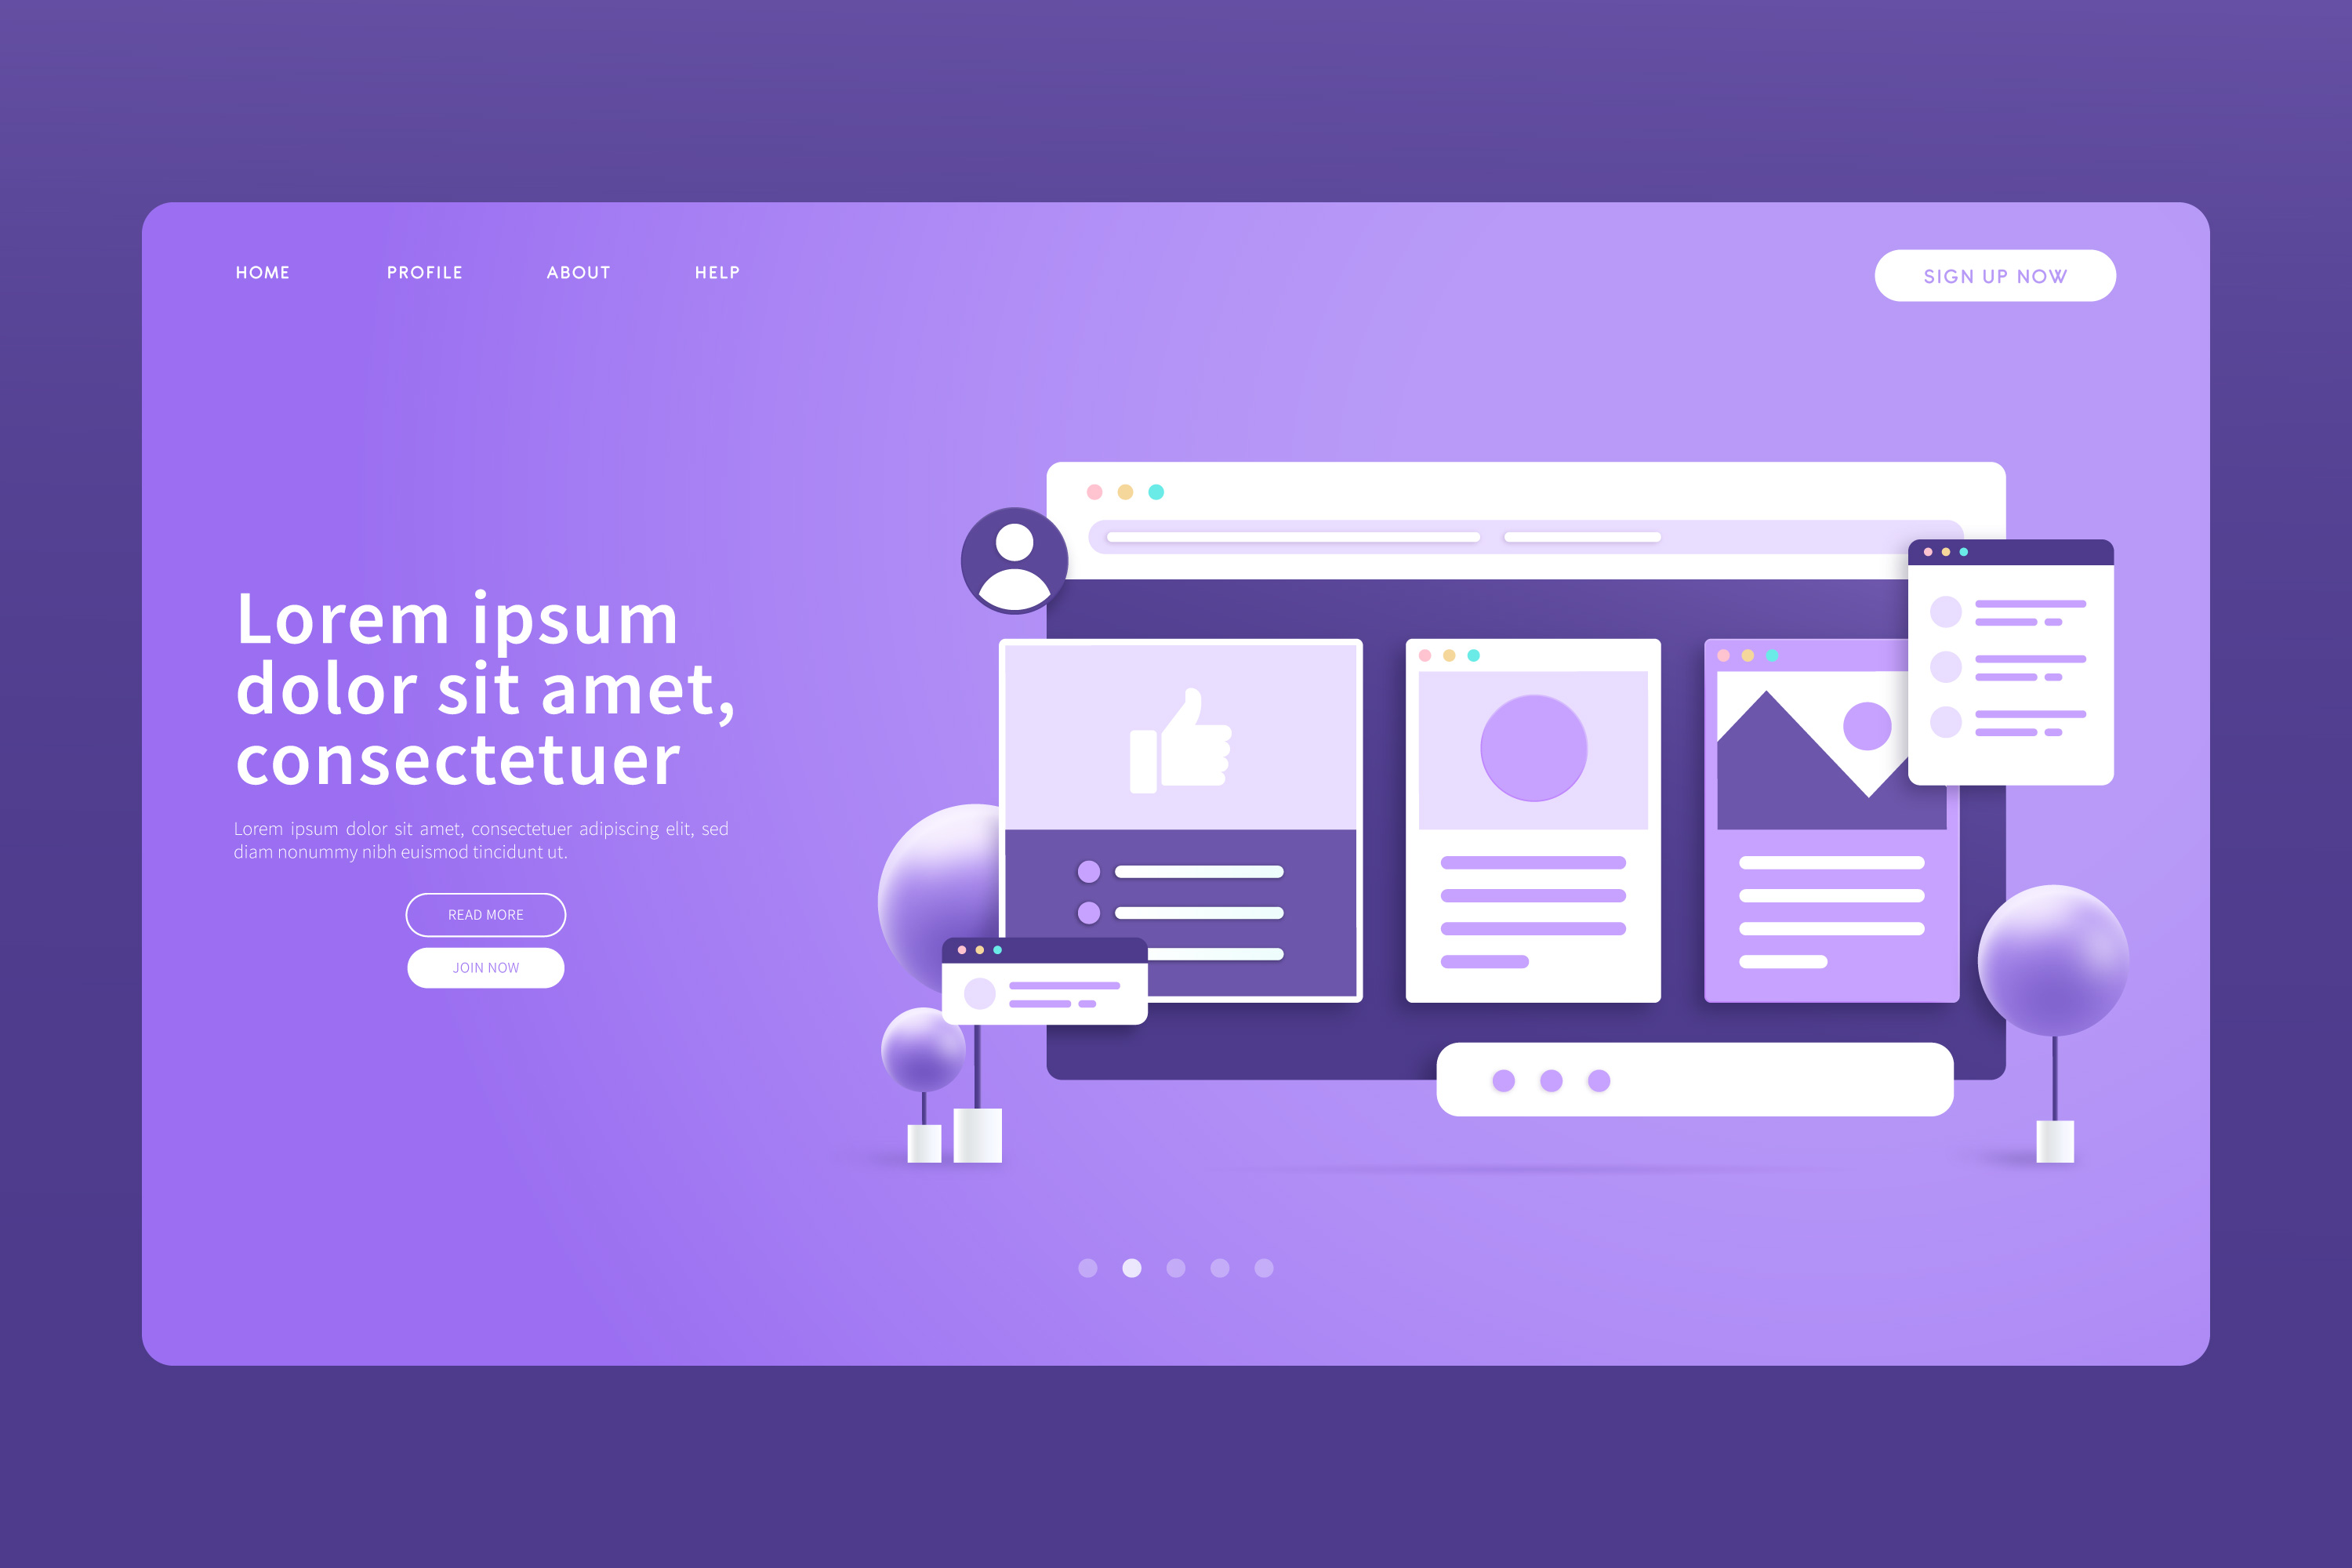 HOME PROFILE ABOUT HELP
SIGN UP NOW
Lorem ipsum
dolor sit amet,
consectetuer
Lorem ipsum dolor sit amet, consectetuer adipiscing elit, sed
diam nonummy nibh euismod tincidunt ut.
READ MORE
JOIN NOW